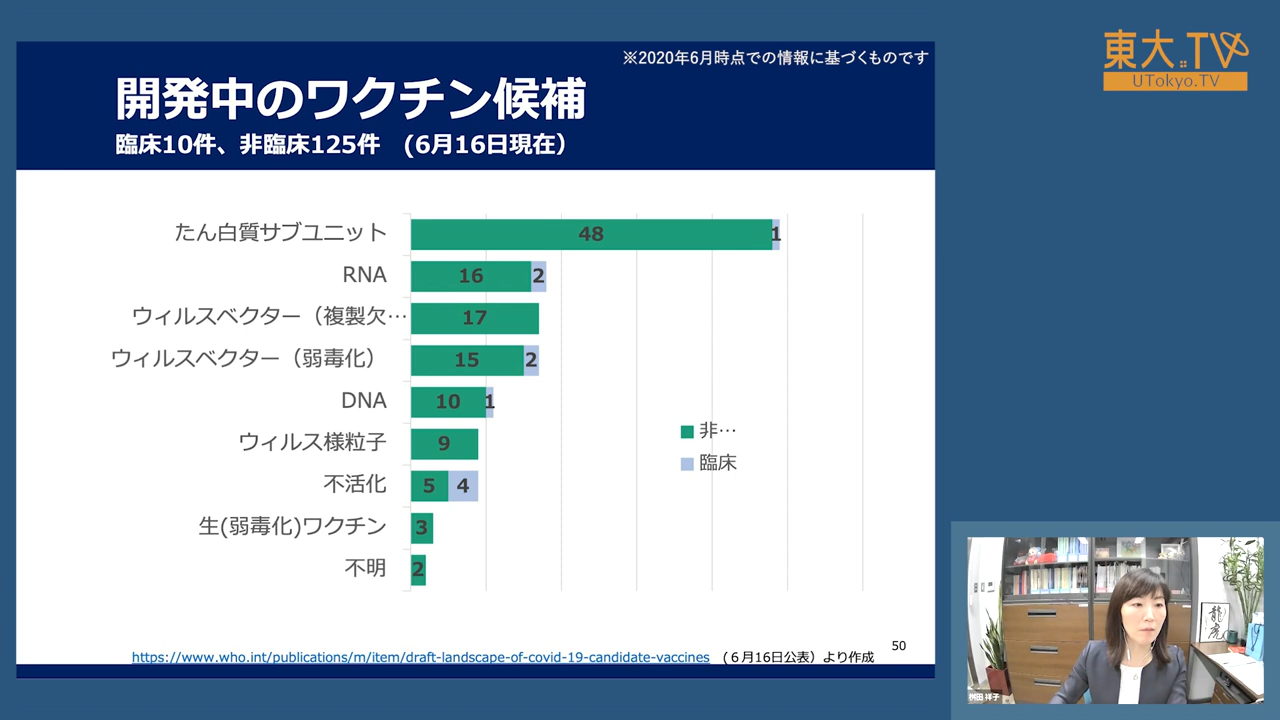 ※2020年6月時点での情報に基づくものです
東大TV
UTokyo.TV
開発中のワクチン候補
臨床10件、非臨床125件 (6月16日現在)
たん白質サブユニット 48 1
RNA 16 2
ウィルスベクター（複製欠… 17
ウィルスベクター（弱毒化） 15 2
DNA 10 1
ウィルス様粒子 9
不活化 5 4
生(弱毒化)ワクチン 3
不明 2
非…
臨床
50
https://www.who.int/publications/m/item/draft-landscape-of-covid-19-candidate-vaccines (６月16日公表）より作成
龍虎
桝田 祥子